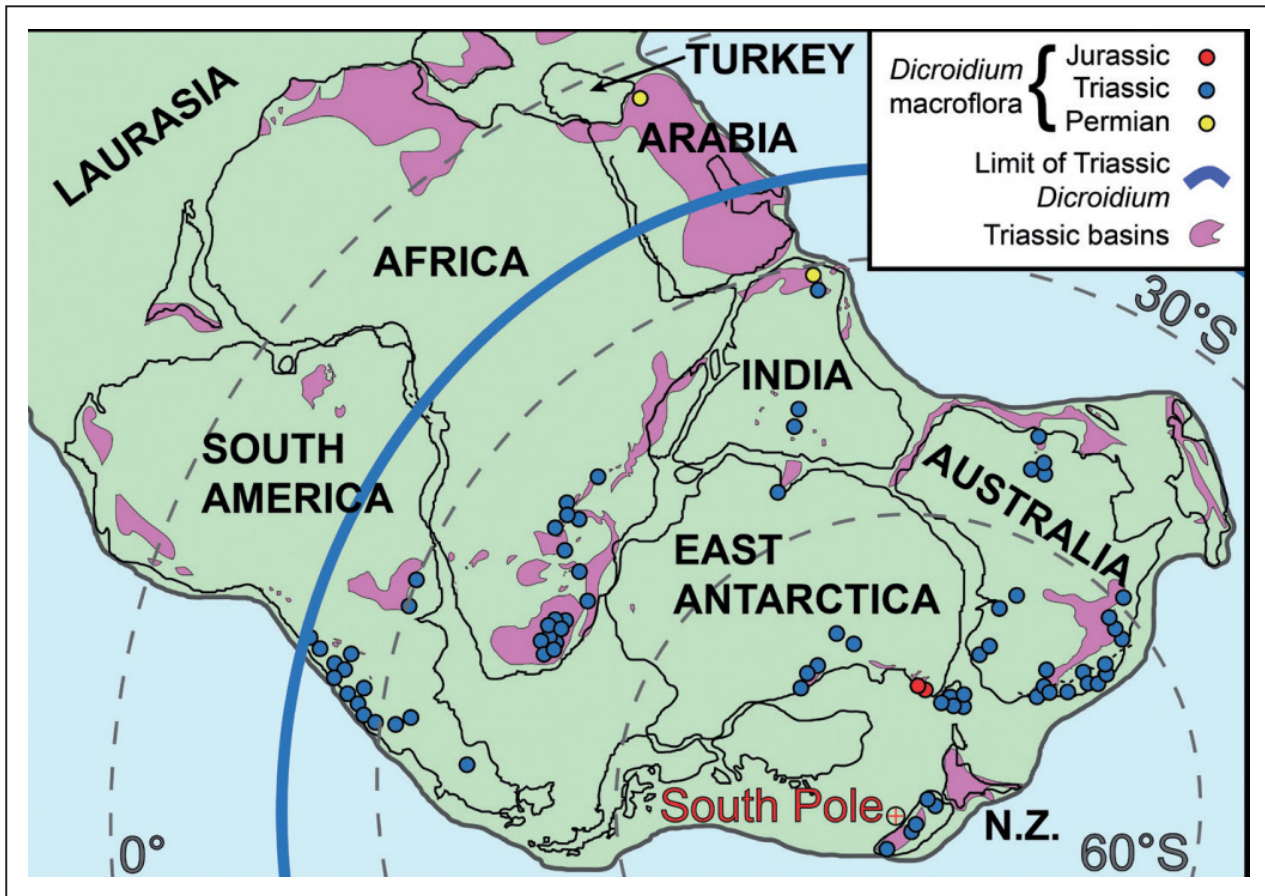 LAURASIA
TURKEY
ARABIA
AFRICA
SOUTH
AMERICA
INDIA
AUSTRALIA
EAST
ANTARCTICA
South Pole
N.Z.
0°
30°S
60°S
Dicroidium
macroflora
{
Jurassic
Triassic
Permian
Limit of Triassic
Dicroidium
Triassic basins